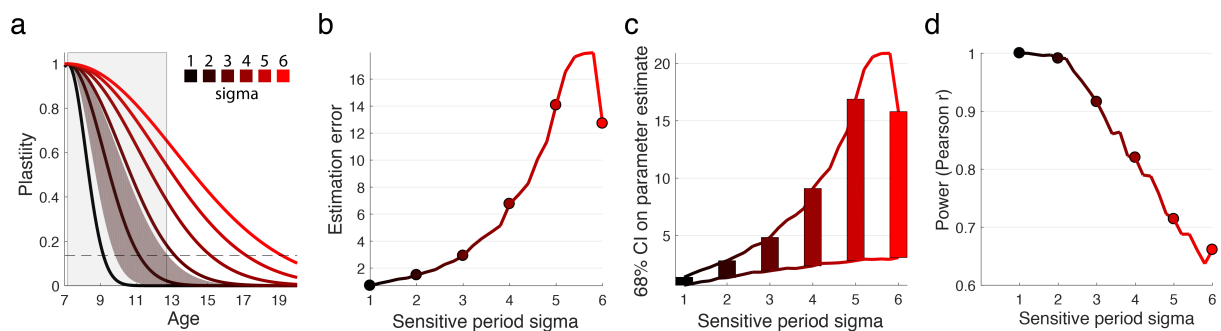 a
1 2 3 4 5 6
sigma
Plastiity
1
0.8
0.6
0.4
0.2
0
7 9 11 13 15 17 19
Age
b
Estimation error
16
14
12
10
8
6
4
2
1 2 3 4 5 6
Sensitive period sigma
c
68% CI on parameter estimate
20
15
10
5
1 2 3 4 5 6
Sensitive period sigma
d
Power (Pearson r)
1
0.9
0.8
0.7
0.6
1 2 3 4 5 6
Sensitive period sigma